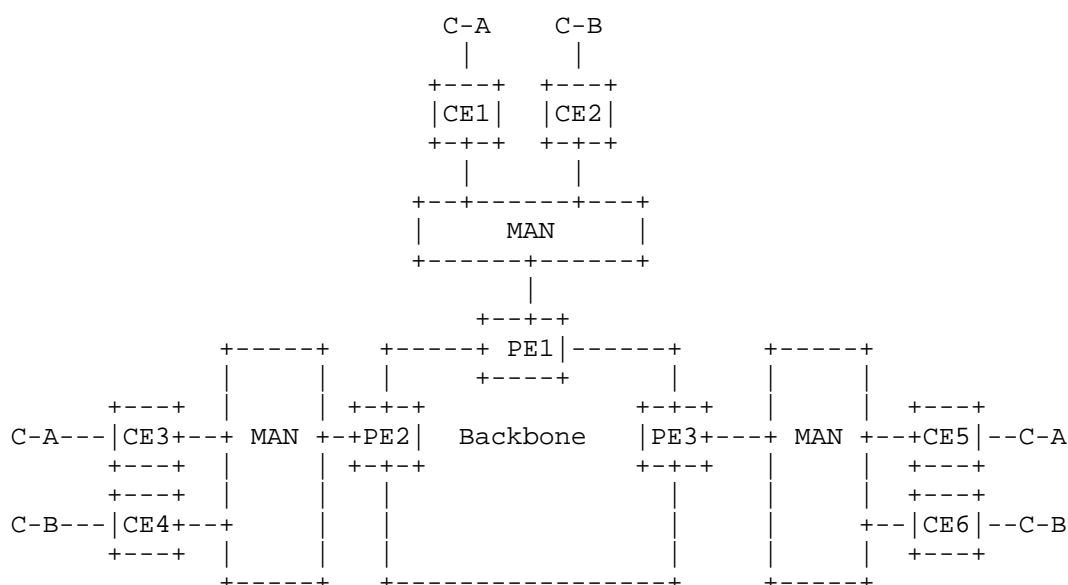 C-A C-B
CE1 CE2
MAN
PE1
C-A CE3 MAN PE2 Backbone PE3 MAN CE5 C-A
C-B CE4 CE6 C-B